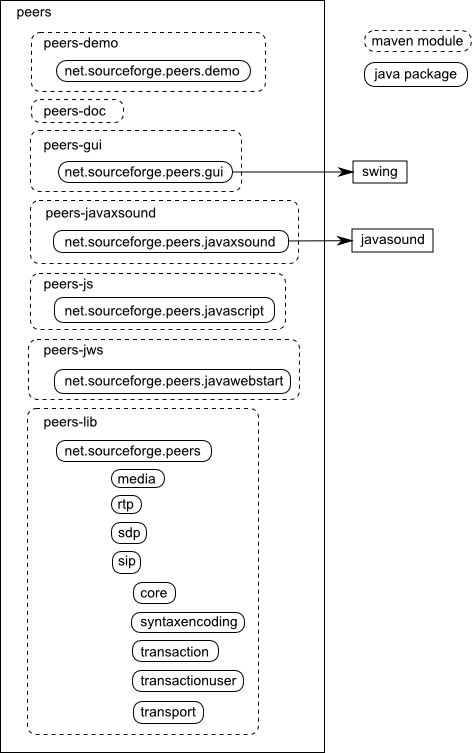 peers
peers-demo
maven module
net.sourceforge.peers.demo
java package
peers-doc
peers-gui
net.sourceforge.peers.gui
swing
peers-javaxsound
net.sourceforge.peers.javaxsound
javasound
peers-js
net.sourceforge.peers.javascript
peers-jws
net.sourceforge.peers.javawebstart
peers-lib
net.sourceforge.peers
media
rtp
sdp
sip
core
syntaxencoding
transaction
transactionuser
transport